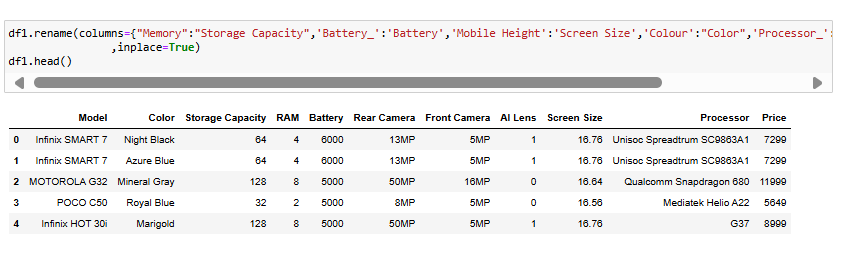 df1.rename(columns={"Memory":"Storage Capacity",'Battery_':'Battery','Mobile Height':'Screen Size','Colour':"Color",'Processor_':
,inplace=True)
df1.head()
Model Color Storage Capacity RAM Battery Rear Camera Front Camera AI Lens Screen Size Processor Price
0 Infinix SMART 7 Night Black 64 4 6000 13MP 5MP 1 16.76 Unisoc Spreadtrum SC9863A1 7299
1 Infinix SMART 7 Azure Blue 64 4 6000 13MP 5MP 1 16.76 Unisoc Spreadtrum SC9863A1 7299
2 MOTOROLA G32 Mineral Gray 128 8 5000 50MP 16MP 0 16.64 Qualcomm Snapdragon 680 11999
3 POCO C50 Royal Blue 32 2 5000 8MP 5MP 0 16.56 Mediatek Helio A22 5649
4 Infinix HOT 30i Marigold 128 8 5000 50MP 5MP 1 16.76 G37 8999